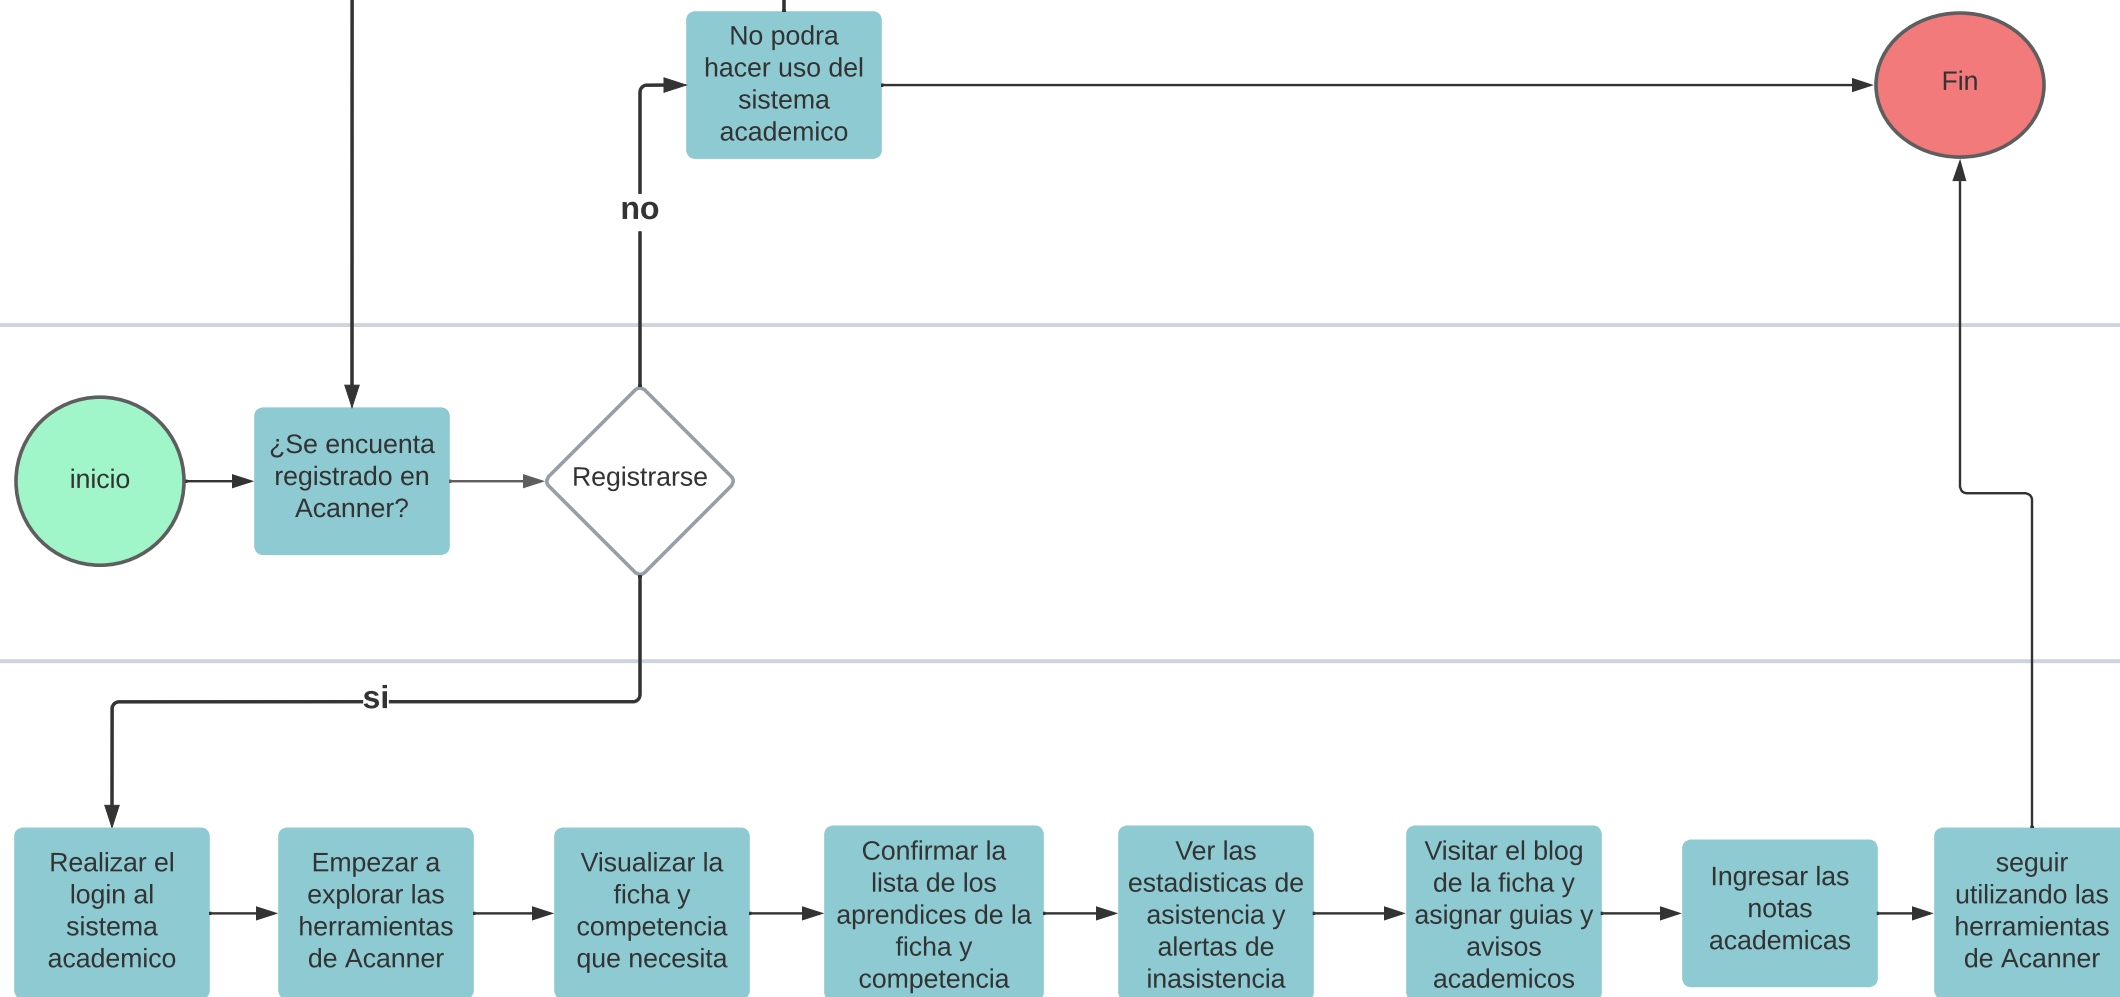 No podra
hacer uso del
sistema
academico
Fin
no
inicio
¿Se encuenta
registrado en
Acanner?
Registrarse
si
Realizar el
login al
sistema
academico
Empezar a
explorar las
herramientas
de Acanner
Visualizar la
ficha y
competencia
que necesita
Confirmar la
lista de los
aprendices de la
ficha y
competencia
Ver las
estadisticas de
asistencia y
alertas de
inasistencia
Visitar el blog
de la ficha y
asignar guias y
avisos
academicos
Ingresar las
notas
academicas
seguir
utilizando las
herramientas
de Acanner